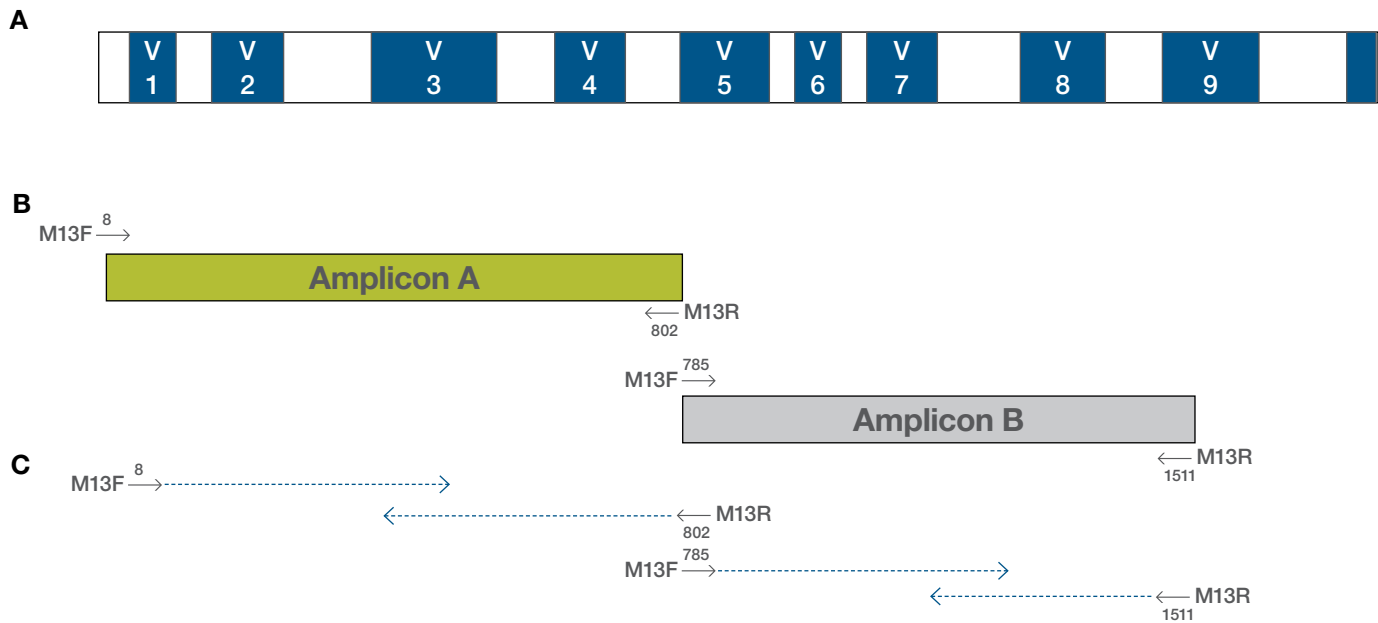 A
V 1
V 2
V 3
V 4
V 5
V 6
V 7
V 8
V 9
B
8
M13F
Amplicon A
M13R
802
785
M13F
Amplicon B
M13R
1511
C
8
M13F
M13R
802
785
M13F
M13R
1511